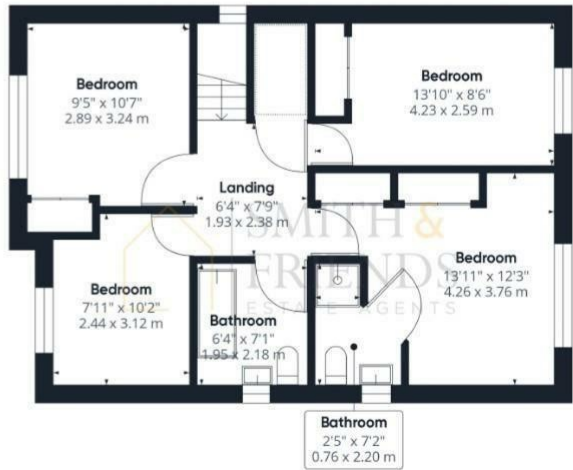 Bedroom
9'5" x 10'7"
2.89 x 3.24 m
Bedroom
13'10" x 8'6"
4.23 x 2.59 m
Landing
6'4" x 7'9"
1.93 x 2.38 m
SMITH &
FRIENDS
ESTATE AGENTS
Bedroom
13'11" x 12'3"
4.26 x 3.76 m
Bedroom
7'11" x 10'2"
2.44 x 3.12 m
Bathroom
6'4" x 7'1"
1.95 x 2.18 m
Bathroom
2'5" x 7'2"
0.76 x 2.20 m